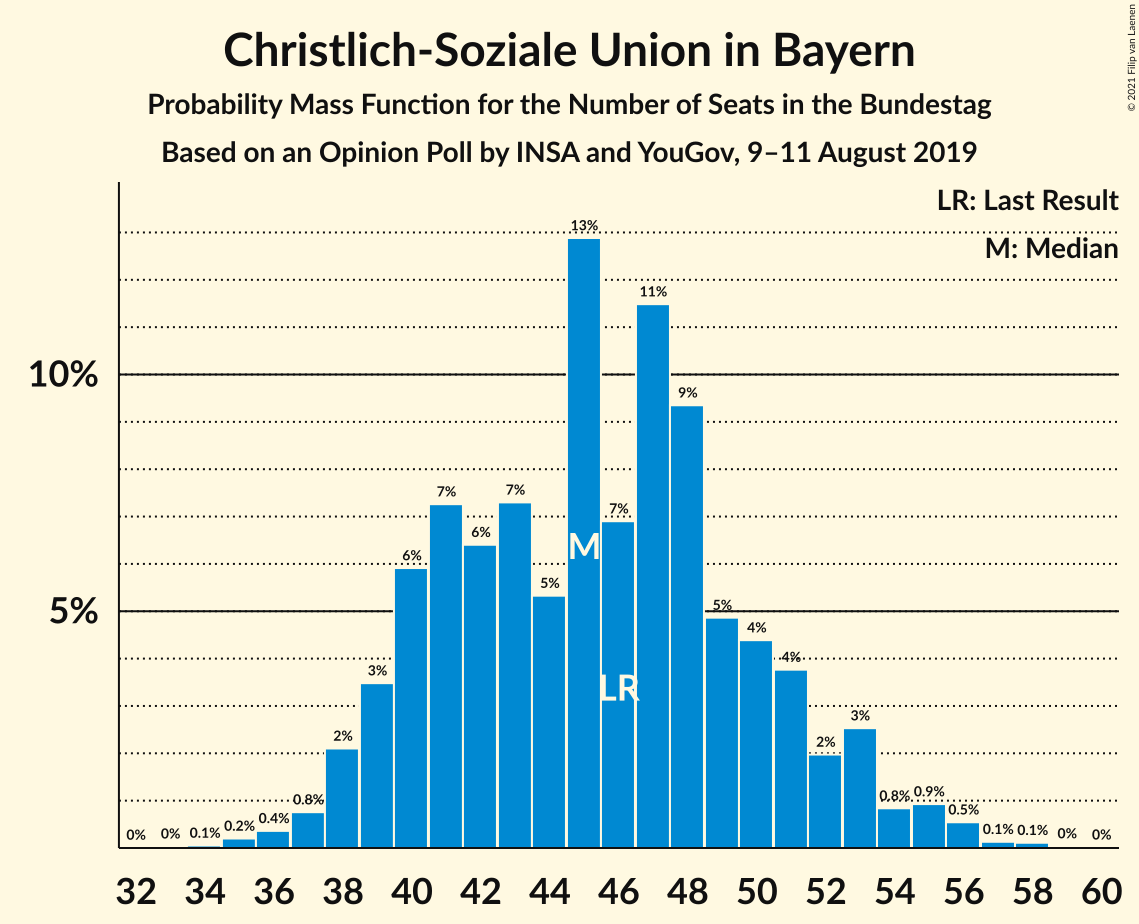 © 2021 Filip van Laenen
Christlich-Soziale Union in Bayern
Probability Mass Function for the Number of Seats in the Bundestag
Based on an Opinion Poll by INSA and YouGov, 9–11 August 2019
LR: Last Result
M: Median
10%
5%
0% 0% 0.1% 0.2% 0.4% 0.8% 2% 3% 6% 7% 6% 7% 5% 13% 7% 11% 9% 5% 4% 4% 2% 3% 0.8% 0.9% 0.5% 0.1% 0.1% 0% 0%
M
LR
32 34 36 38 40 42 44 46 48 50 52 54 56 58 60